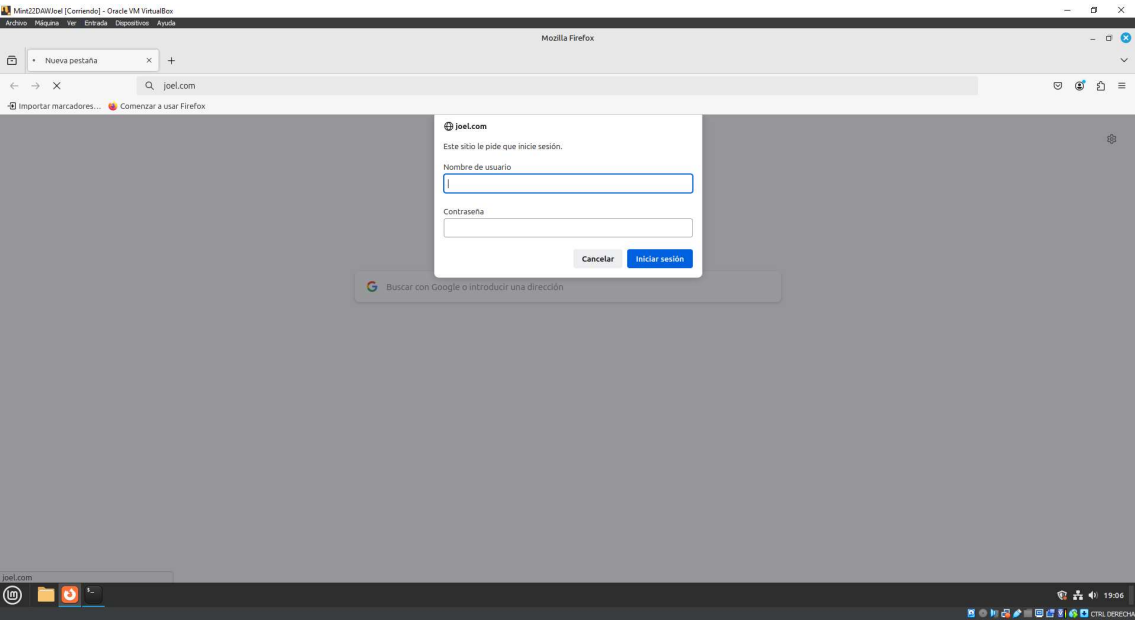 Mint22DAWJoel [Corriendo] - Oracle VM VirtualBox
Archivo Máquina Ver Entrada Dispositivos Ayuda
Mozilla Firefox
Nueva pestaña
joel.com
Importar marcadores... Comenzar a usar Firefox
joel.com
Este sitio le pide que inicie sesión.
Nombre de usuario
Contraseña
Cancelar Iniciar sesión
Buscar con Google o introducir una dirección
joel.com
19:06
CTRL DERECHA